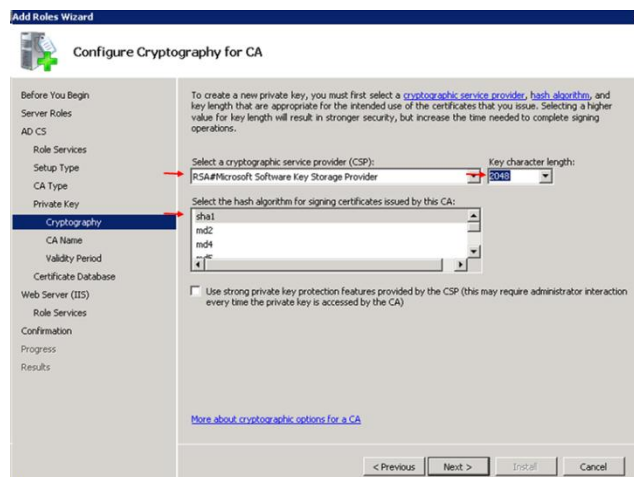 Add Roles Wizard
Configure Cryptography for CA
Before You Begin
Server Roles
AD CS
Role Services
Setup Type
CA Type
Private Key
Cryptography
CA Name
Validity Period
Certificate Database
Web Server (IIS)
Role Services
Confirmation
Progress
Results
To create a new private key, you must first select a cryptographic service provider, hash algorithm, and
key length that are appropriate for the intended use of the certificates that you issue. Selecting a higher
value for key length will result in stronger security, but increase the time needed to complete signing
operations.
Select a cryptographic service provider (CSP):
Key character length:
RSA#Microsoft Software Key Storage Provider
2048
Select the hash algorithm for signing certificates issued by this CA:
sha1
md2
md4
md5
Use strong private key protection features provided by the CSP (this may require administrator interaction
every time the private key is accessed by the CA)
More about cryptographic options for a CA
< Previous
Next >
Install
Cancel